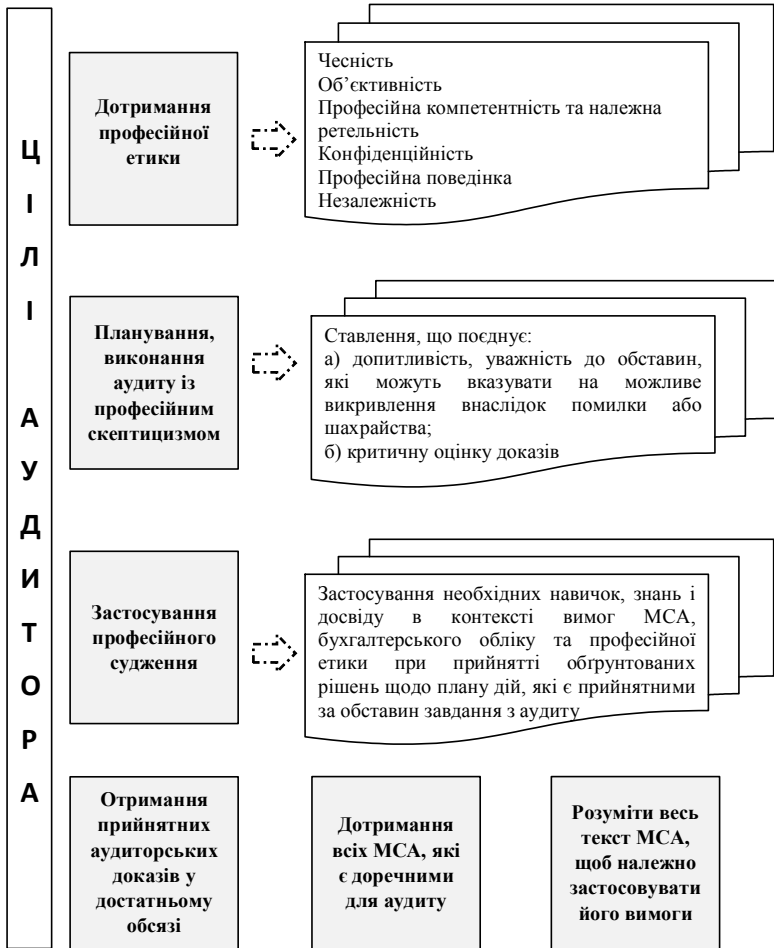 ЦІЛІ АУДИТОРА
Дотримання
професійної
етики
Чесність
Об’єктивність
Професійна компетентність та належна
ретельність
Конфіденційність
Професійна поведінка
Незалежність
Планування,
виконання
аудиту із
професійним
скептицизмом
Ставлення, що поєднує:
а) допитливість, уважність до обставин,
які можуть вказувати на можливе
викривлення внаслідок помилки або
шахрайства;
б) критичну оцінку доказів
Застосування
професійного
судження
Застосування необхідних навичок, знань і
досвіду в контексті вимог МСА,
бухгалтерського обліку та професійної
етики при прийнятті обґрунтованих
рішень щодо плану дій, які є прийнятними
за обставин завдання з аудиту
Отримання
прийнятних
аудиторських
доказів у
достатньому
обсязі
Дотримання
всіх МСА, які
є доречними
для аудиту
Розуміти весь
текст МСА,
щоб належно
застосовувати
його вимоги